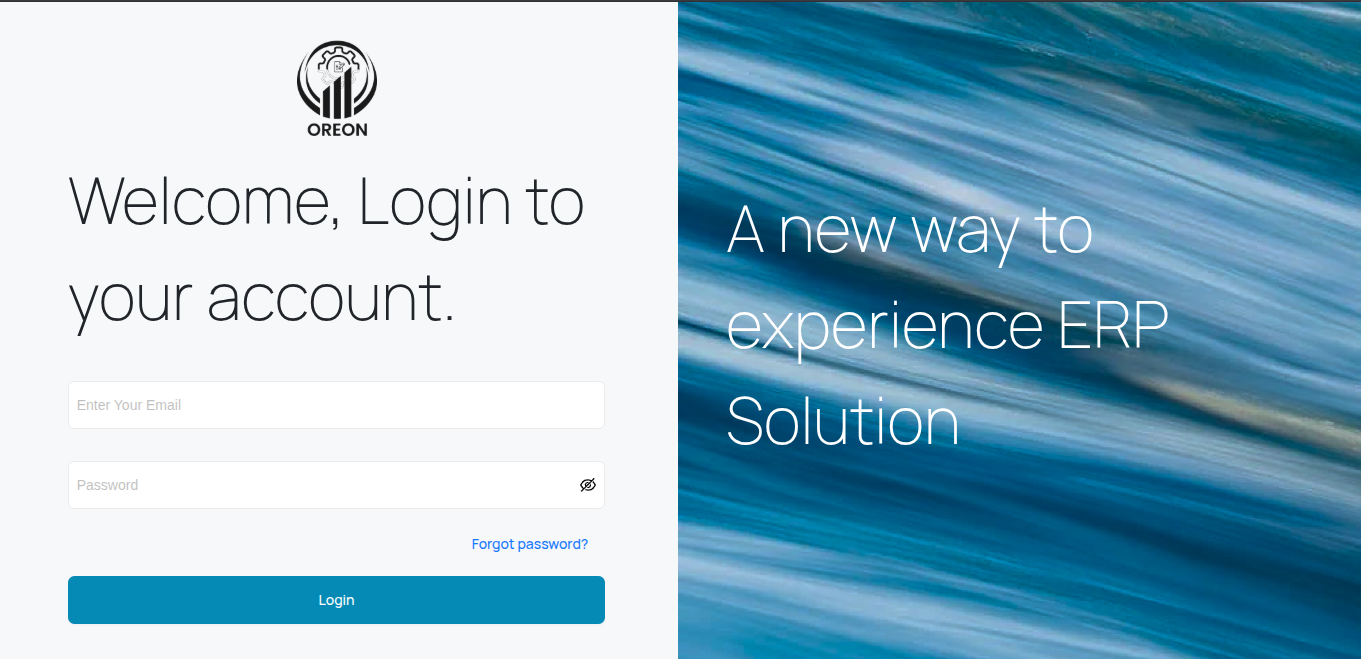 OREON
Welcome, Login to
your account.
Enter Your Email
Password
Forgot password?
Login
A new way to
experience ERP
Solution